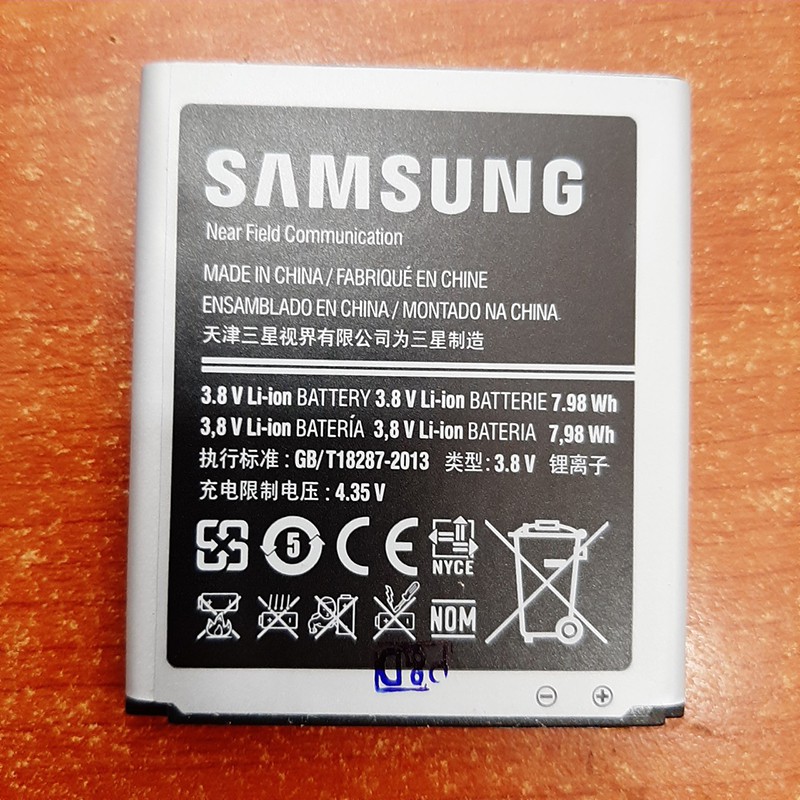 SAMSUNG
Near Field Communication
MADE IN CHINA / FABRIQUÉ EN CHINE
ENSAMBLADO EN CHINA / MONTADO NA CHINA
天津三星视界有限公司为三星制造
3.8 V Li-ion BATTERY 3.8 V Li-ion BATTERIE 7.98 Wh
3,8 V Li-ion BATERÍA 3,8 V Li-ion BATERIA 7,98 Wh
执行标准 : GB/T18287-2013 类型: 3.8 V 锂离子
充电限制电压 : 4.35 V
5 CE NYCE
NOM